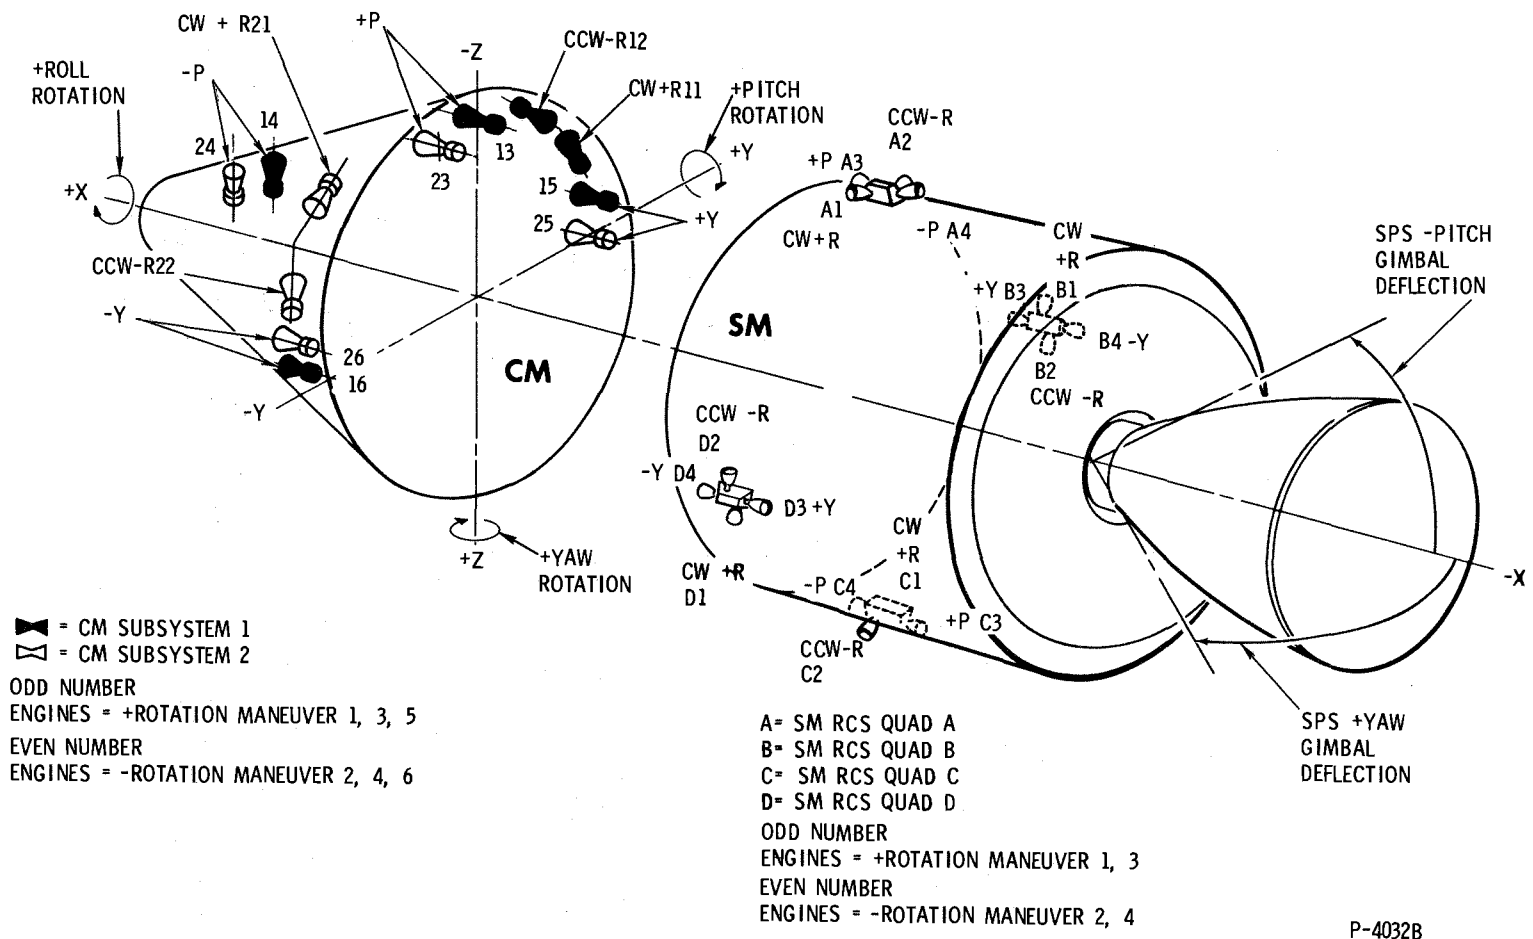 CW + R21
+P
CCW-R12
-Z
-P
+ROLL
ROTATION
CW+R11
+PITCH
ROTATION
14
24
13
23
+Y
+X
15
25
+Y
CCW-R22
-Y
26
16
-Y
CM
+Z
+YAW
ROTATION
CCW-R
A2
+P A3
A1
CW+R
-P A4
CW
+R
+Y B3
B1
B4 -Y
B2
CCW -R
SPS -PITCH
GIMBAL
DEFLECTION
SM
CCW -R
D2
-Y D4
D3 +Y
CW +R
D1
CW
+R
C1
-P C4
+P C3
CCW-R
C2
-X
SPS +YAW
GIMBAL
DEFLECTION
= CM SUBSYSTEM 1
= CM SUBSYSTEM 2
ODD NUMBER
ENGINES = +ROTATION MANEUVER 1, 3, 5
EVEN NUMBER
ENGINES = -ROTATION MANEUVER 2, 4, 6
A= SM RCS QUAD A
B= SM RCS QUAD B
C= SM RCS QUAD C
D= SM RCS QUAD D
ODD NUMBER
ENGINES = +ROTATION MANEUVER 1, 3
EVEN NUMBER
ENGINES = -ROTATION MANEUVER 2, 4
P-4032B